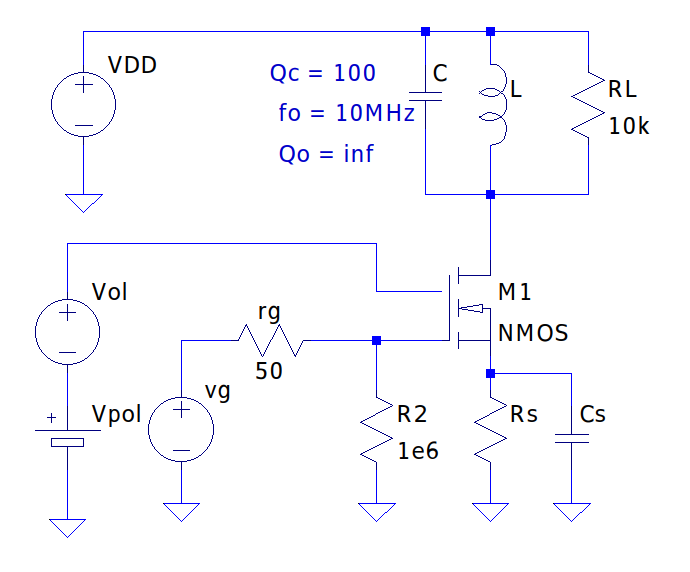 VDD
Qc = 100
C
L
RL
fo = 10MHz
10k
Qo = inf
Vol
rg
M1
NMOS
50
vg
Vpol
R2
Rs
Cs
1e6